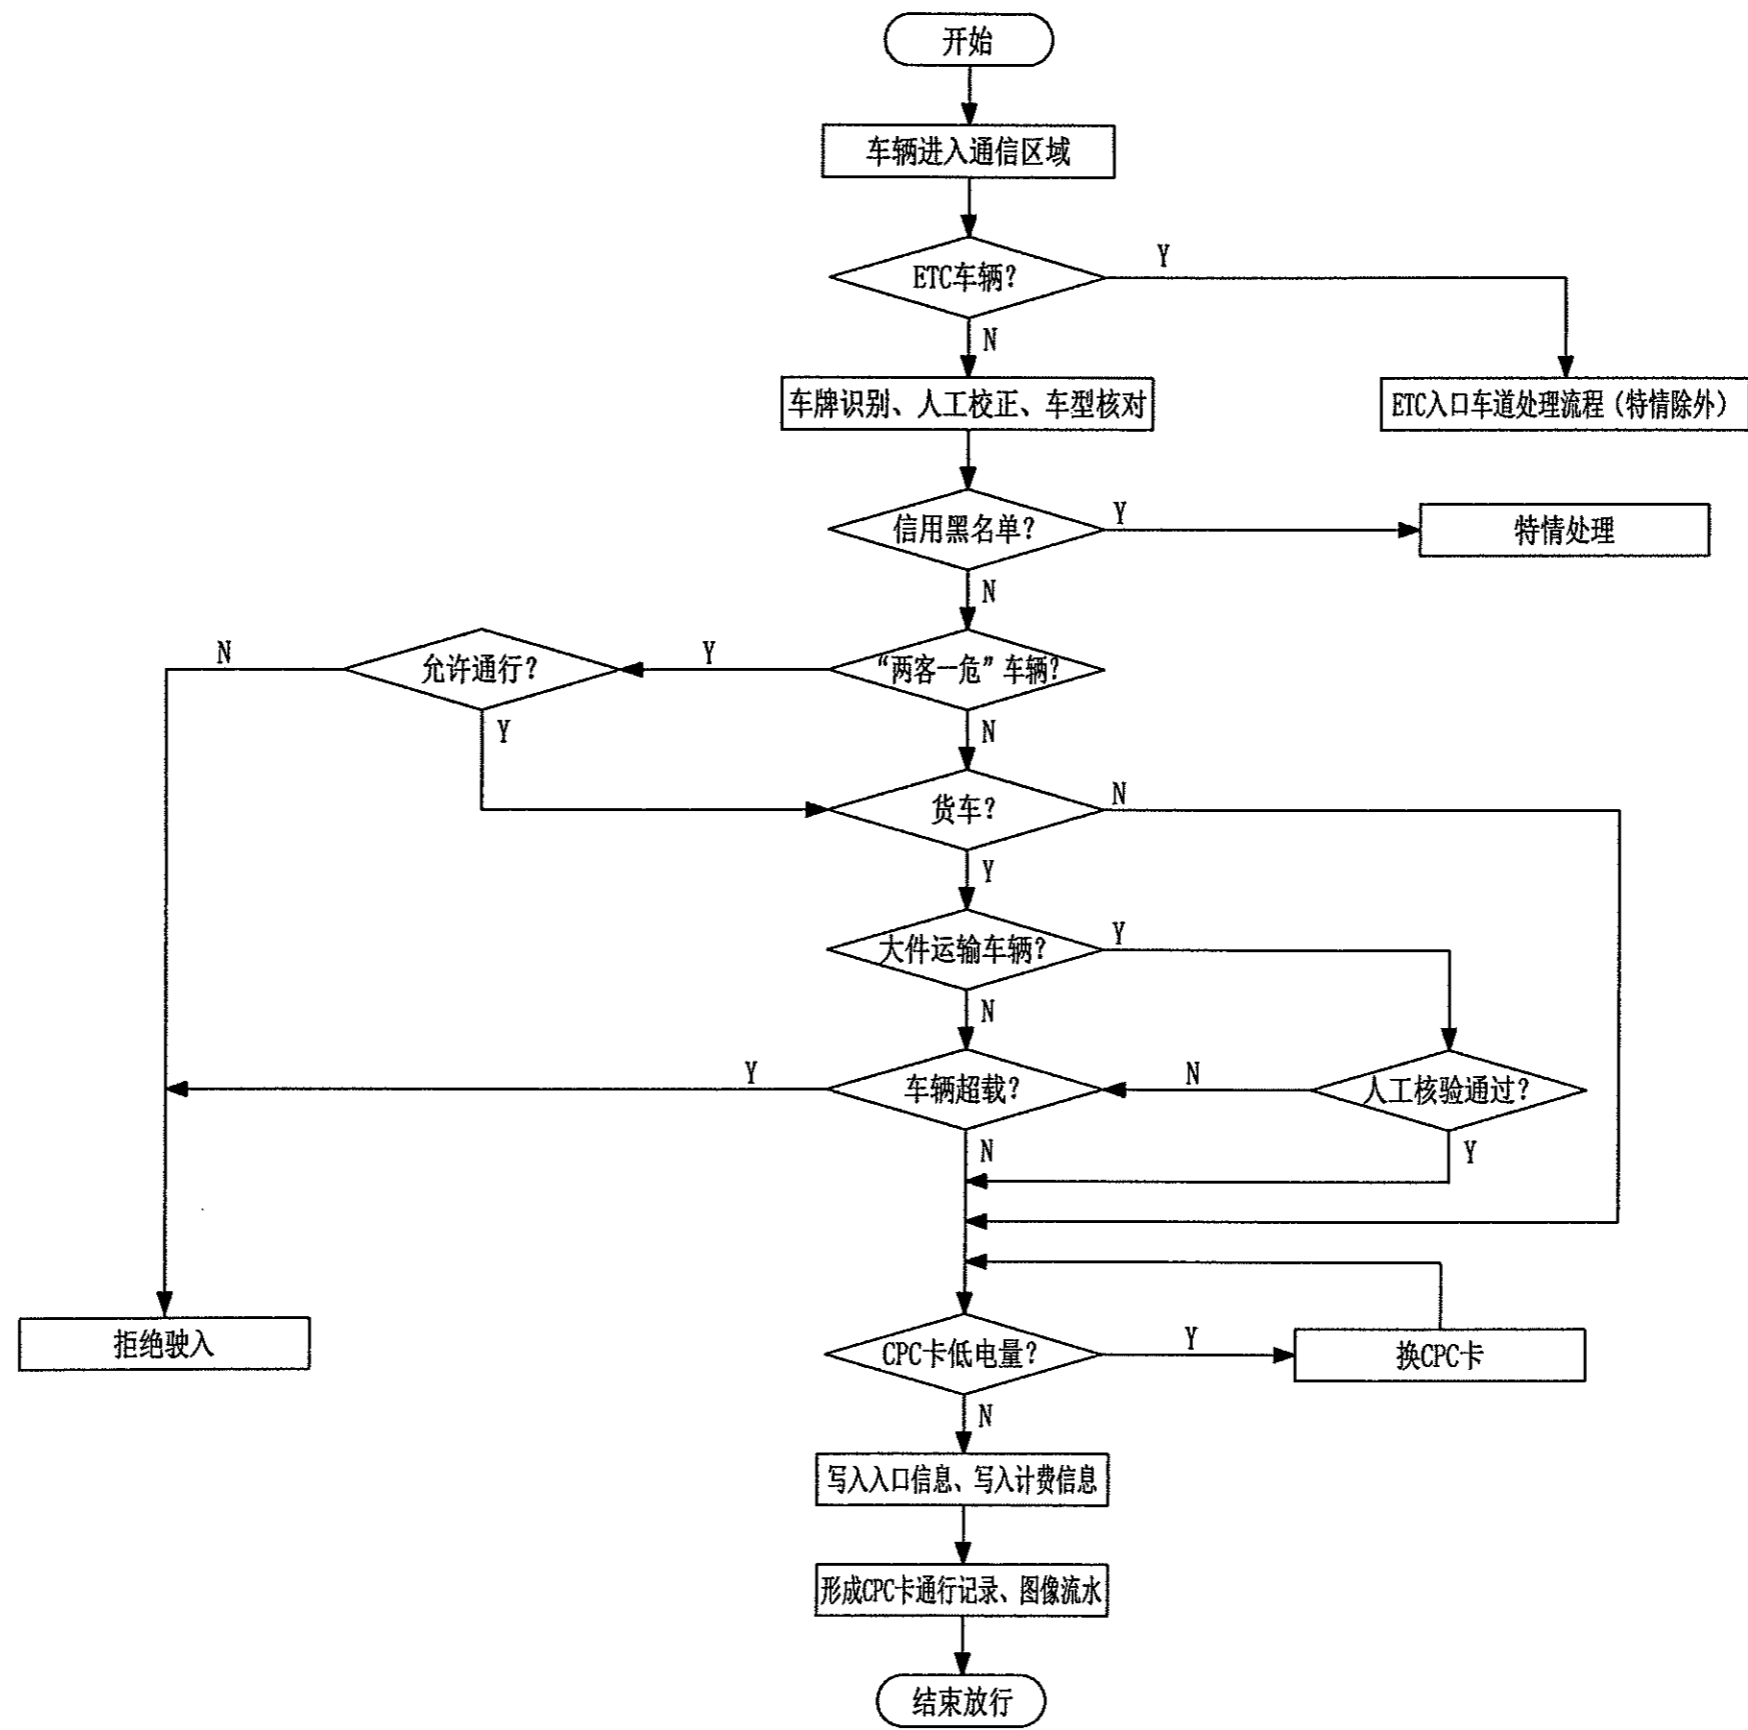 开始
车辆进入通信区域
ETC车辆？
Y
N
车牌识别、人工校正、车型核对
ETC入口车道处理流程（特情除外）
信用黑名单？
Y
特情处理
N
N
允许通行？
Y
“两客一危”车辆？
Y
N
货车？
N
Y
大件运输车辆？
Y
N
Y
车辆超载？
N
人工核验通过？
N
Y
拒绝驶入
CPC卡低电量？
Y
换CPC卡
N
写入入口信息、写入计费信息
形成CPC卡通行记录、图像流水
结束放行